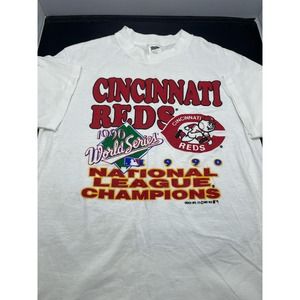 CINCINNATI
REDS
1990
World Series
CINCINNATI
REDS
1990
NATIONAL
LEAGUE
CHAMPIONS